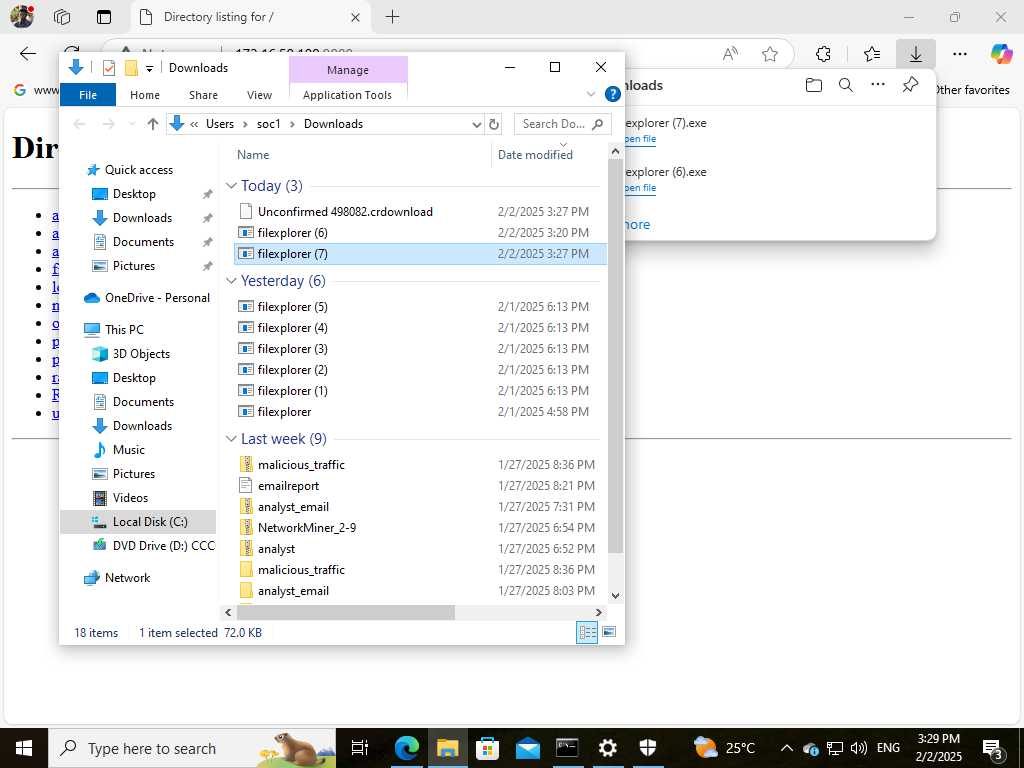 Directory listing for /
Downloads
Manage
File
Home
Share
View
Application Tools
Users
soc1
Downloads
Search Do...
Name
Date modified
Quick access
Desktop
Downloads
Documents
Pictures
OneDrive - Personal
This PC
3D Objects
Desktop
Documents
Downloads
Music
Pictures
Videos
Local Disk (C:)
DVD Drive (D:) CCC
Network
Today (3)
Unconfirmed 498082.crdownload 2/2/2025 3:27 PM
filexplorer (6) 2/2/2025 3:20 PM
filexplorer (7) 2/2/2025 3:27 PM
Yesterday (6)
filexplorer (5) 2/1/2025 6:13 PM
filexplorer (4) 2/1/2025 6:13 PM
filexplorer (3) 2/1/2025 6:13 PM
filexplorer (2) 2/1/2025 6:13 PM
filexplorer (1) 2/1/2025 6:13 PM
filexplorer 2/1/2025 4:58 PM
Last week (9)
malicious_traffic 1/27/2025 8:36 PM
emailreport 1/27/2025 8:21 PM
analyst_email 1/27/2025 7:31 PM
NetworkMiner_2-9 1/27/2025 6:54 PM
analyst 1/27/2025 6:52 PM
malicious_traffic 1/27/2025 8:36 PM
analyst_email 1/27/2025 8:03 PM
18 items 1 item selected 72.0 KB
www
ther favorites
nloads
explorer (7).exe
pen file
explorer (6).exe
pen file
nore
Dir
Type here to search
25°C
ENG
3:29 PM
2/2/2025
3